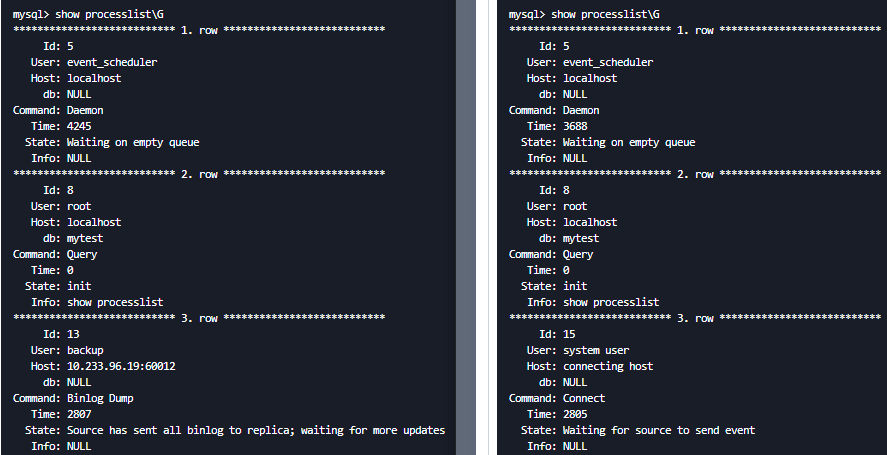 mysql> show processlist\G
*************************** 1. row ***************************
Id: 5
User: event_scheduler
Host: localhost
db: NULL
Command: Daemon
Time: 4245
State: Waiting on empty queue
Info: NULL
*************************** 2. row ***************************
Id: 8
User: root
Host: localhost
db: mytest
Command: Query
Time: 0
State: init
Info: show processlist
*************************** 3. row ***************************
Id: 13
User: backup
Host: 10.233.96.19:60012
db: NULL
Command: Binlog Dump
Time: 2807
State: Source has sent all binlog to replica; waiting for more updates
Info: NULL
mysql> show processlist\G
*************************** 1. row ***************************
Id: 5
User: event_scheduler
Host: localhost
db: NULL
Command: Daemon
Time: 3688
State: Waiting on empty queue
Info: NULL
*************************** 2. row ***************************
Id: 8
User: root
Host: localhost
db: mytest
Command: Query
Time: 0
State: init
Info: show processlist
*************************** 3. row ***************************
Id: 15
User: system user
Host: connecting host
db: NULL
Command: Connect
Time: 2805
State: Waiting for source to send event
Info: NULL